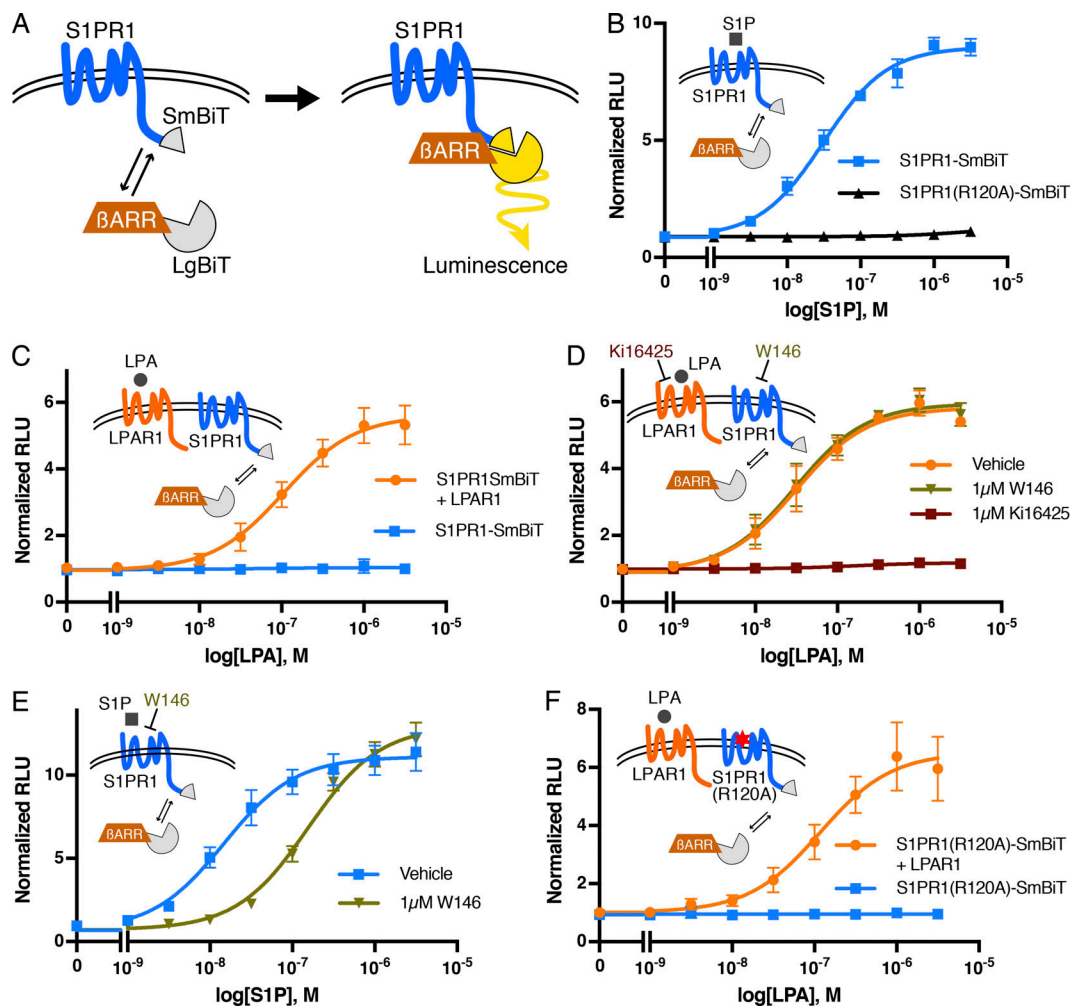 A
S1PR1
S1PR1
SmBiT
ßARR
ßARR
LgBiT
Luminescence
B
S1P
S1PR1
ßARR
Normalized RLU
10
5
0
0
10-9
10-8
10-7
10-6
10-5
log[S1P], M
S1PR1-SmBiT
S1PR1(R120A)-SmBiT
C
LPA
LPAR1
S1PR1
ßARR
Normalized RLU
6
4
2
0
0
10-9
10-8
10-7
10-6
10-5
log[LPA], M
S1PR1SmBiT
+ LPAR1
S1PR1-SmBiT
D
Ki16425
LPA
W146
LPAR1
S1PR1
ßARR
Normalized RLU
6
4
2
0
0
10-9
10-8
10-7
10-6
10-5
log[LPA], M
Vehicle
1µM W146
1µM Ki16425
E
S1P
W146
S1PR1
ßARR
Normalized RLU
10
5
0
0
10-9
10-8
10-7
10-6
10-5
log[S1P], M
Vehicle
1µM W146
F
LPA
LPAR1
S1PR1
(R120A)
ßARR
Normalized RLU
8
6
4
2
0
0
10-9
10-8
10-7
10-6
10-5
log[LPA], M
S1PR1(R120A)-SmBiT
+ LPAR1
S1PR1(R120A)-SmBiT